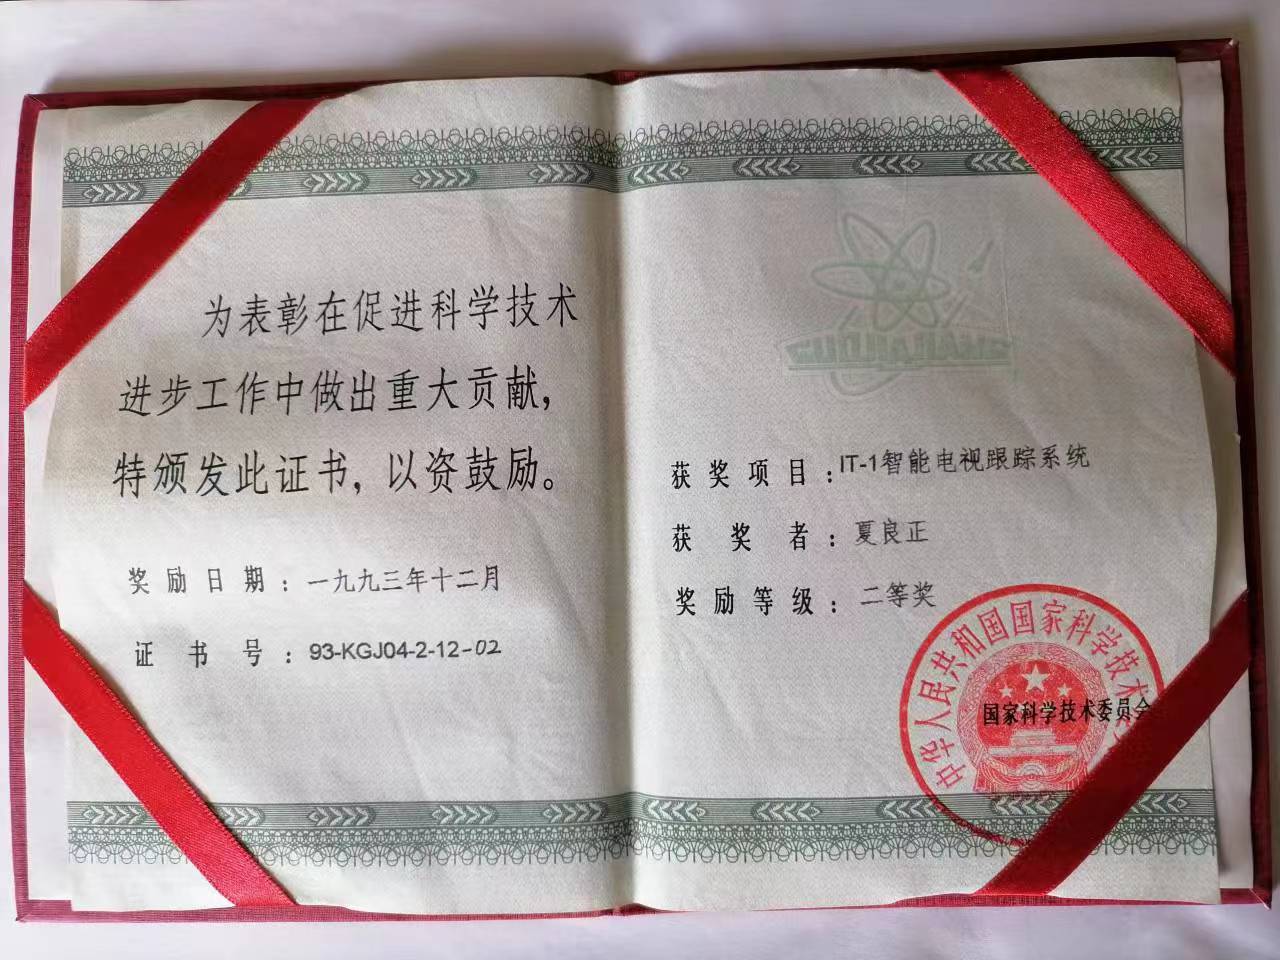 为表彰在促进科学技术
进步工作中做出重大贡献，
特颁发此证书，以资鼓励。
奖励日期：一九九三年十二月
证书号：93-KGJ04-2-12-02
GUOJIAJIANG
获奖项目：IT-1智能电视跟踪系统
获奖者：夏良正
奖励等级：二等奖
中华人民共和国国家科学技术
国家科学技术委员会